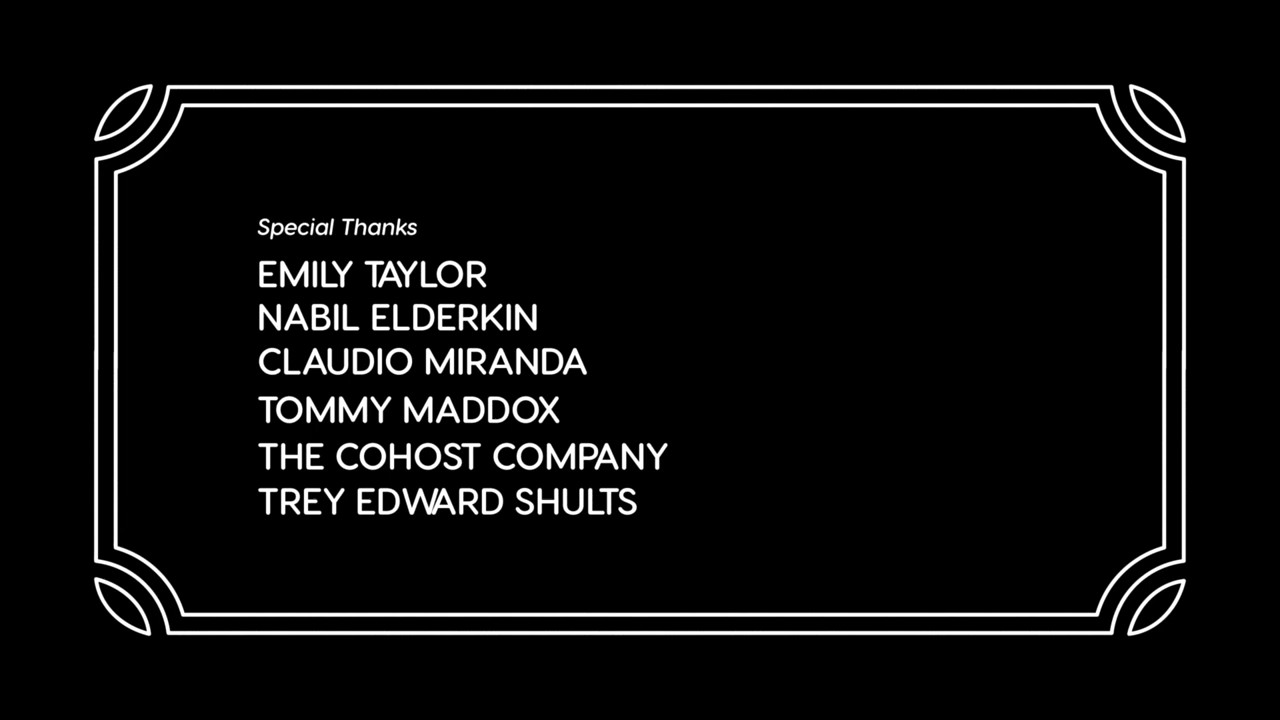 Special Thanks
EMILY TAYLOR
NABIL ELDERKIN
CLAUDIO MIRANDA
TOMMY MADDOX
THE COHOST COMPANY
TREY EDWARD SHULTS